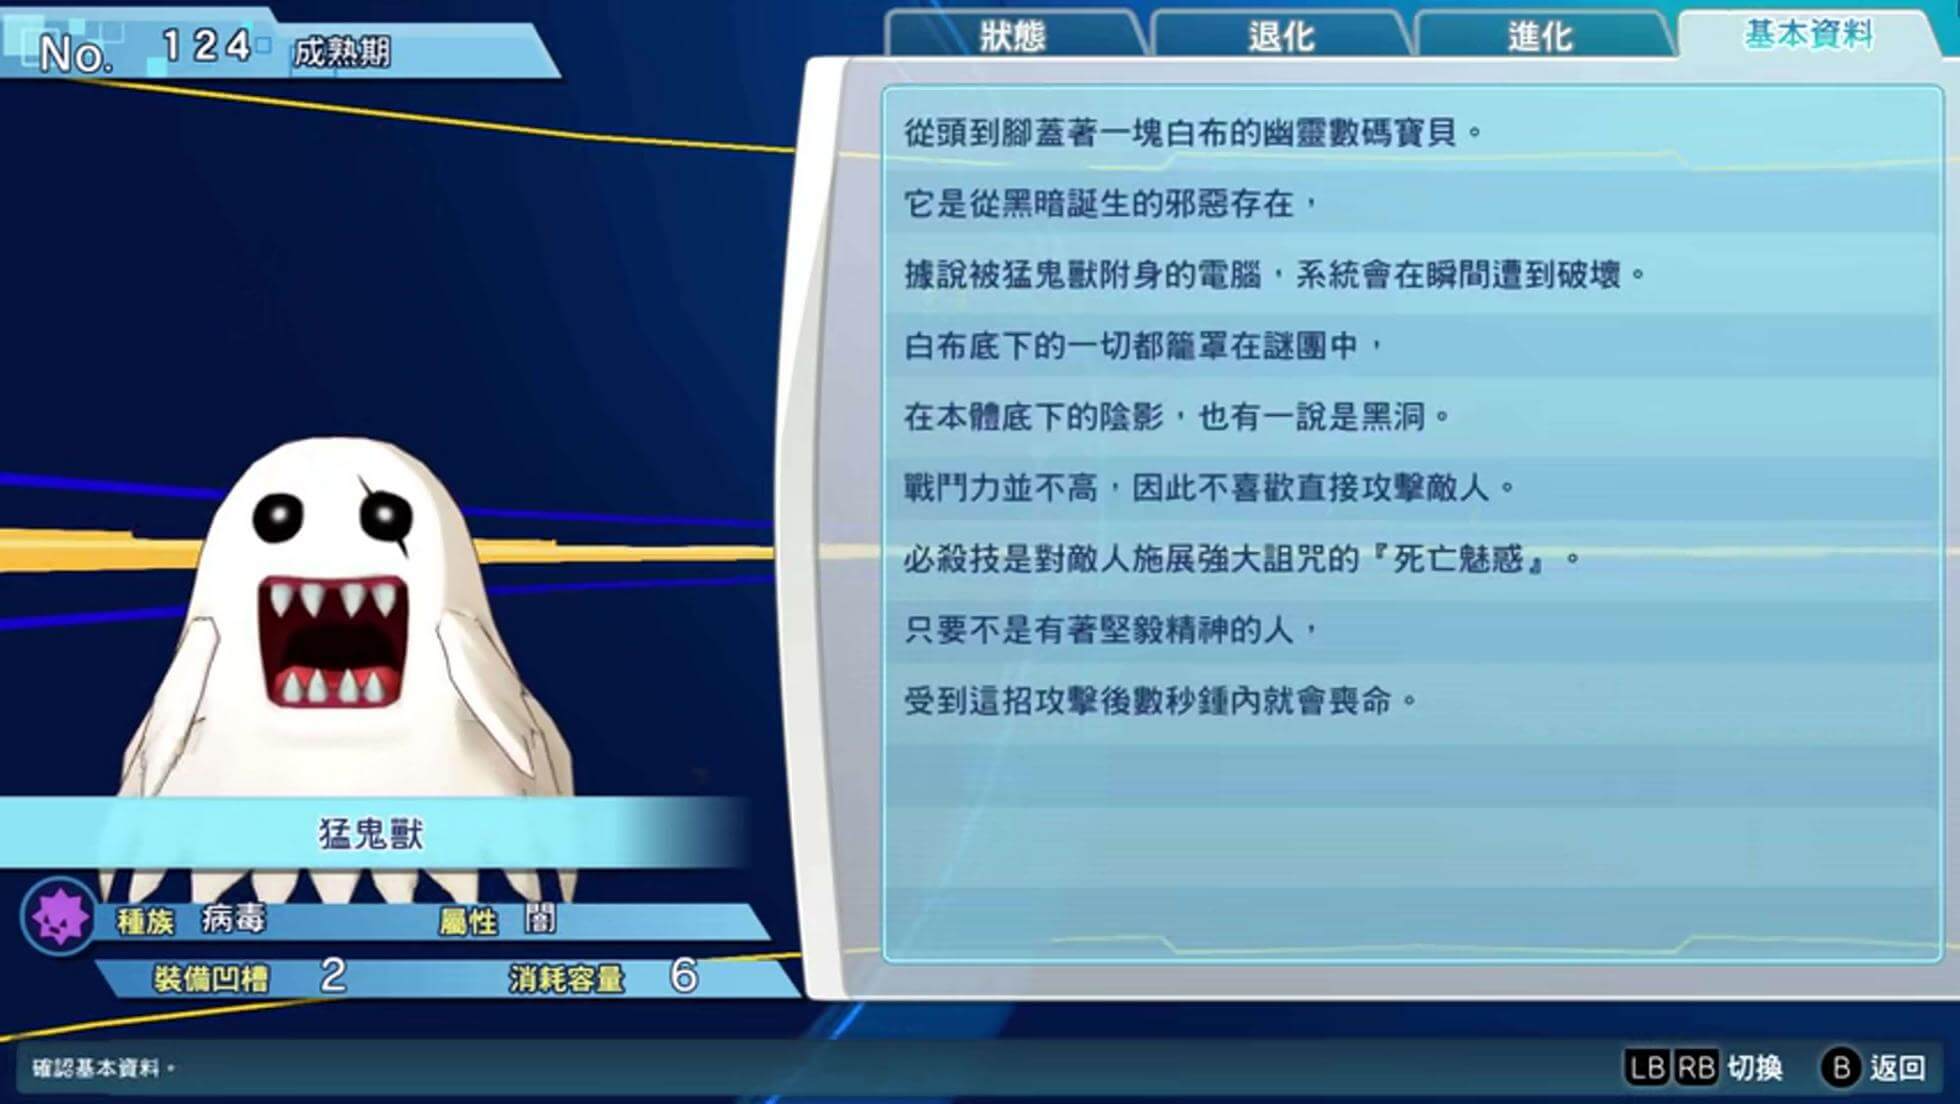 No. 124 成熟期
狀態 退化 進化 基本資料
從頭到腳蓋著一塊白布的幽靈數碼寶貝。
它是從黑暗誕生的邪惡存在，
據說被猛鬼獸附身的電腦，系統會在瞬間遭到破壞。
白布底下的一切都籠罩在謎團中，
在本體底下的陰影，也有一說是黑洞。
戰鬥力並不高，因此不喜歡直接攻擊敵人。
必殺技是對敵人施展強大詛咒的『死亡魅惑』。
只要不是有著堅毅精神的人，
受到這招攻擊後數秒鍾內就會喪命。
猛鬼獸
種族 病毒 屬性 闇
裝備凹槽 2 消耗容量 6
確認基本資料。
LB RB 切換 B 返回